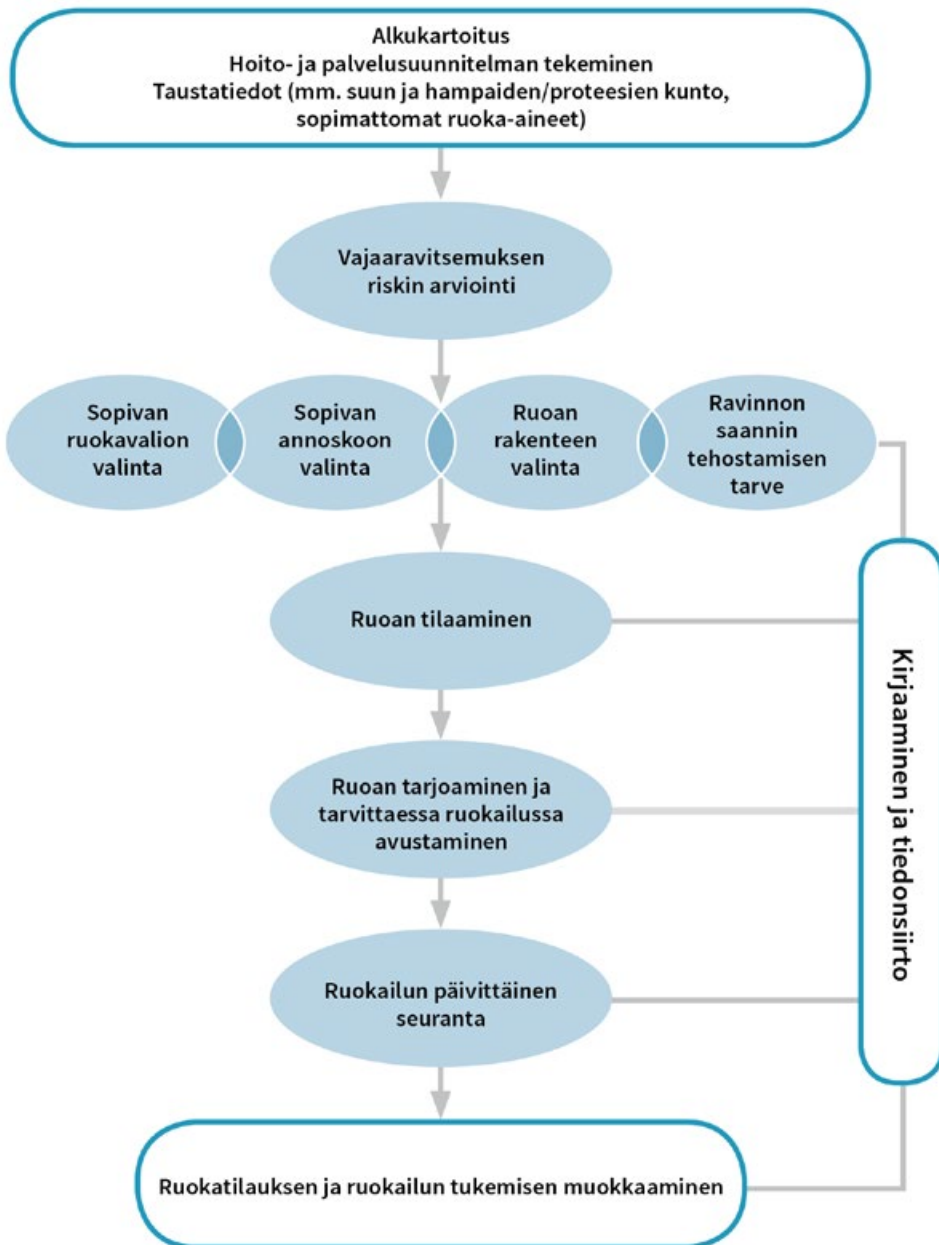 Alkukartoitus
Hoito- ja palvelusuunnitelman tekeminen
Taustatiedot (mm. suun ja hampaiden/proteesien kunto,
sopimattomat ruoka-aineet)
Vajaaravitsemuksen
riskin arviointi
Sopivan
ruokavalion
valinta
Sopivan
annoskoon
valinta
Ruoan
rakenteen
valinta
Ravinnon
saannin
tehostamisen
tarve
Ruoan tilaaminen
Ruoan tarjoaminen ja
tarvittaessa ruokailussa
avustaminen
Ruokailun päivittäinen
seuranta
Kirjaaminen ja tiedonsiirto
Ruokatilauksen ja ruokailun tukemisen muokkaaminen